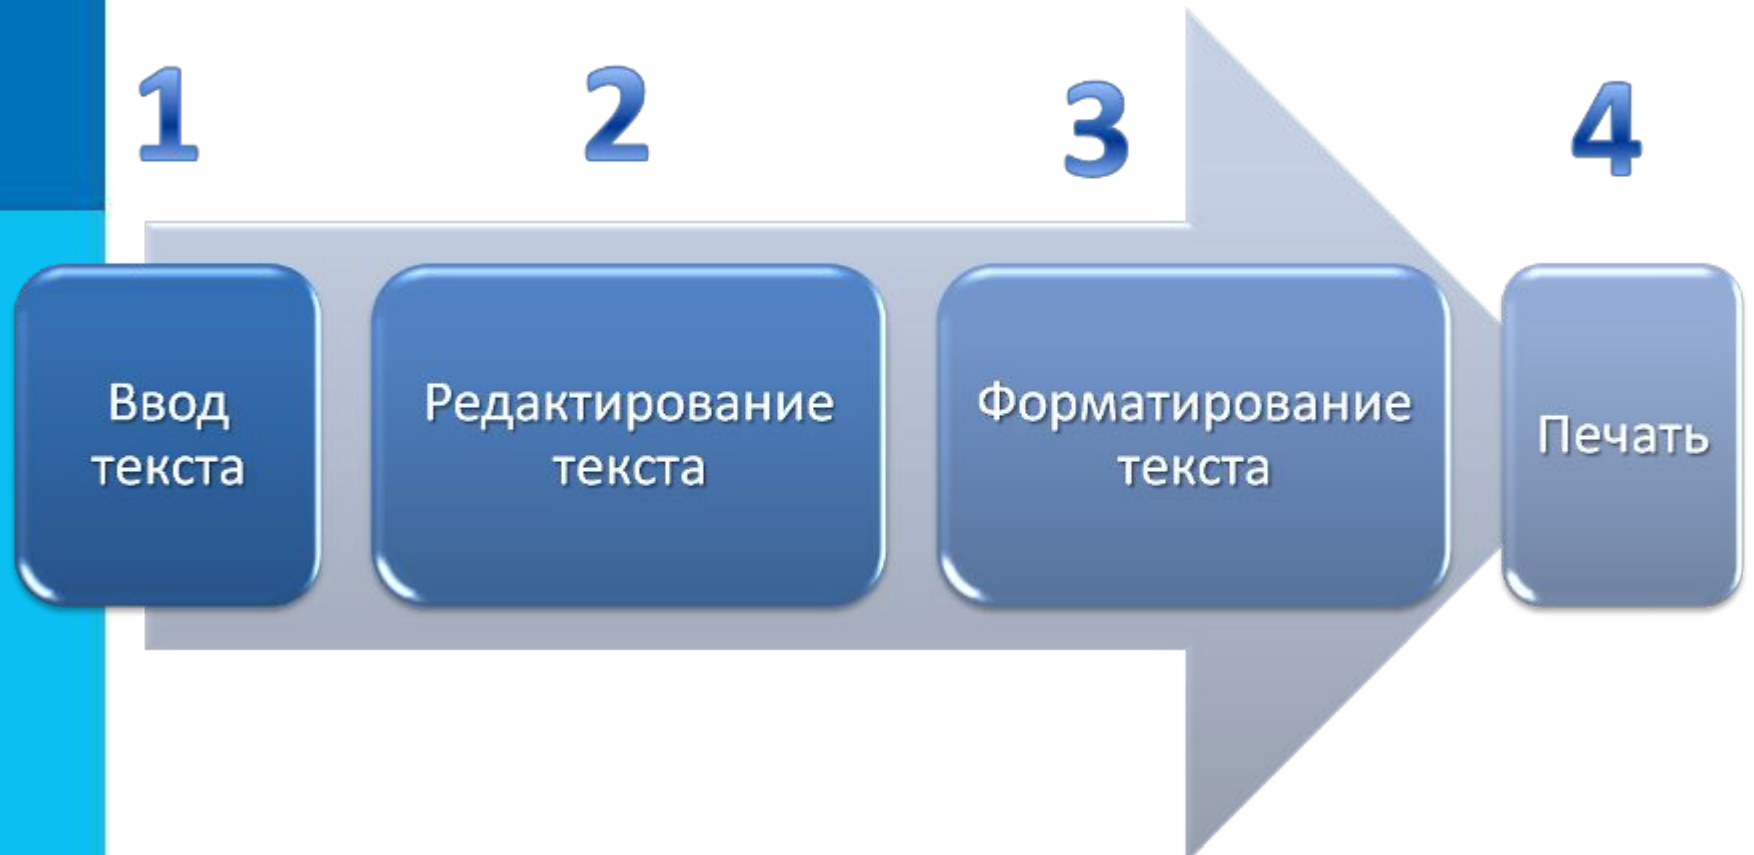 1
2
3
4
Ввод
текста
Редактирование
текста
Форматирование
текста
Печать